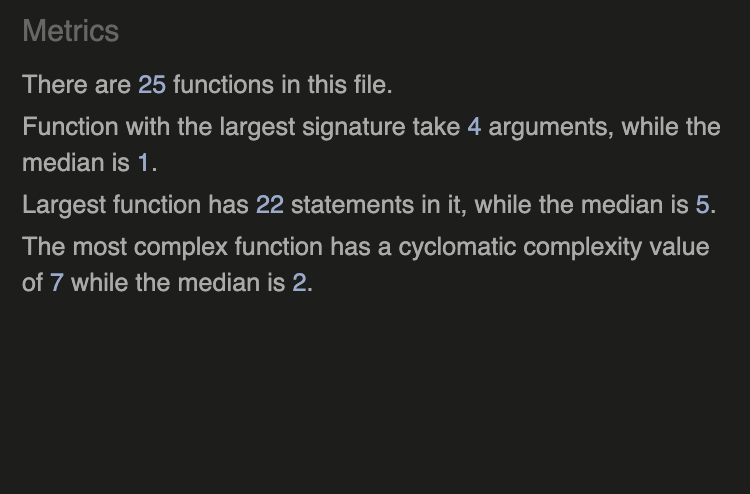 Metrics
There are 25 functions in this file.
Function with the largest signature take 4 arguments, while the
median is 1.
Largest function has 22 statements in it, while the median is 5.
The most complex function has a cyclomatic complexity value
of 7 while the median is 2.